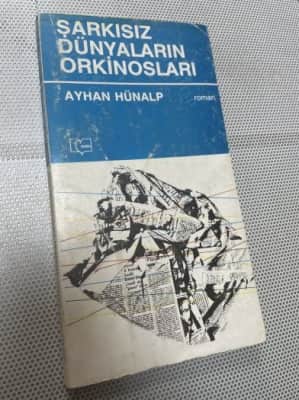 ŞARKISIZ
DÜNYALARIN
ORKİNOSLARI
AYHAN HÜNALP roman